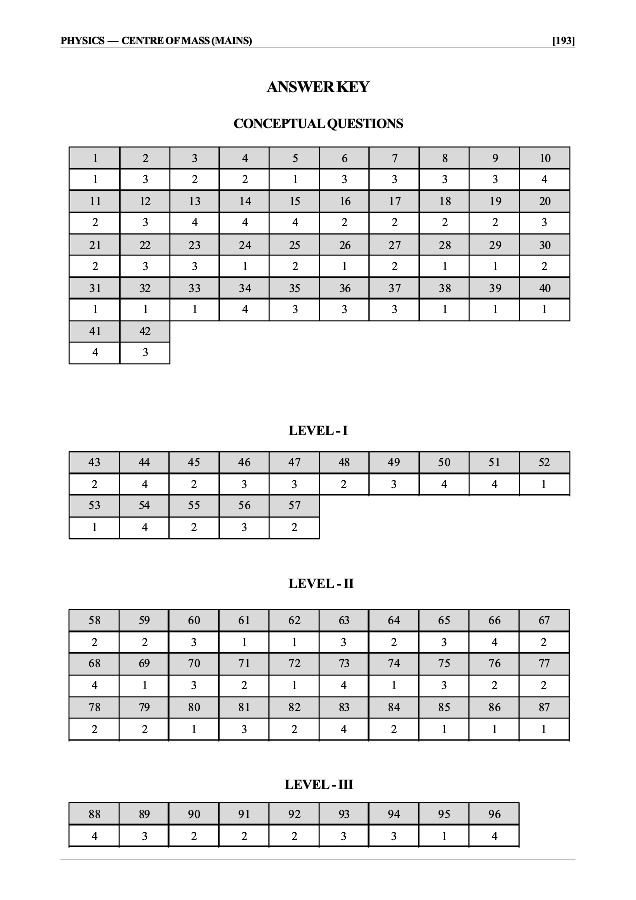 PHYSICS — CENTRE OF MASS (MAINS) [193]
ANSWER KEY
CONCEPTUAL QUESTIONS
1 2 3 4 5 6 7 8 9 10
1 3 2 2 1 3 3 3 3 4
11 12 13 14 15 16 17 18 19 20
2 3 4 4 4 2 2 2 2 3
21 22 23 24 25 26 27 28 29 30
2 3 3 1 2 1 2 1 1 2
31 32 33 34 35 36 37 38 39 40
1 1 1 4 3 3 3 1 1 1
41 42
4 3
LEVEL - I
43 44 45 46 47 48 49 50 51 52
2 4 2 3 3 2 3 4 4 1
53 54 55 56 57
1 4 2 3 2
LEVEL - II
58 59 60 61 62 63 64 65 66 67
2 2 3 1 1 3 2 3 4 2
68 69 70 71 72 73 74 75 76 77
4 1 3 2 1 4 1 3 2 2
78 79 80 81 82 83 84 85 86 87
2 2 1 3 2 4 2 1 1 1
LEVEL - III
88 89 90 91 92 93 94 95 96
4 3 2 2 2 3 3 1 4